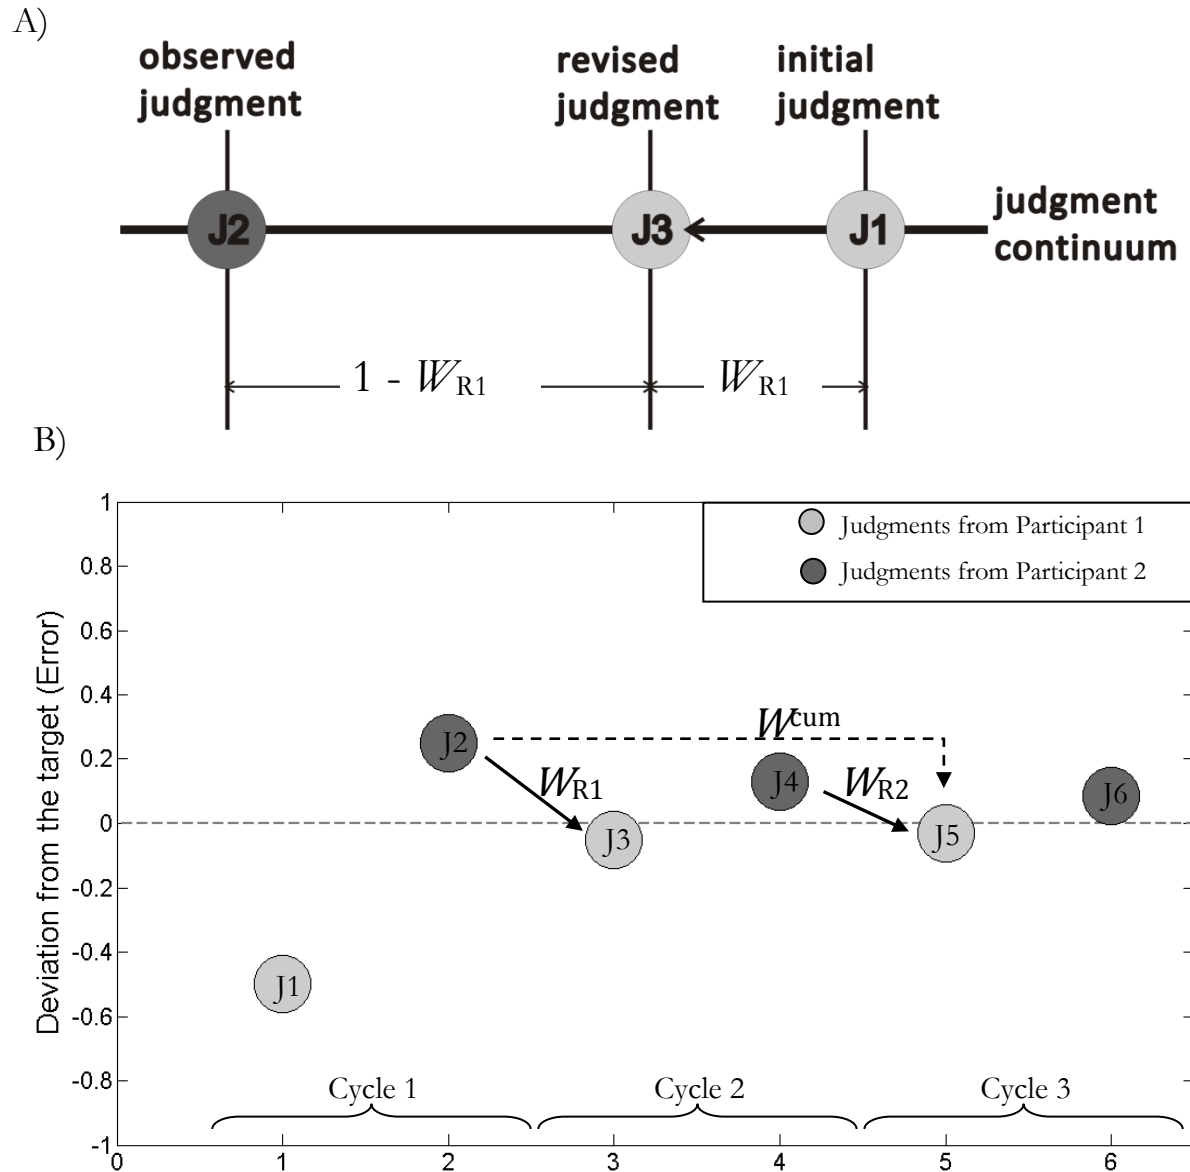 A)
observed
judgment
revised
judgment
initial
judgment
J2
J3
J1
judgment
continuum
1 - WR1
WR1
B)
Deviation from the target (Error)
1
0.8
0.6
0.4
0.2
0
-0.2
-0.4
-0.6
-0.8
-1
Judgments from Participant 1
Judgments from Participant 2
Wcum
J2
WR1
J4
WR2
J6
J3
J5
J1
Cycle 1
Cycle 2
Cycle 3
0 1 2 3 4 5 6